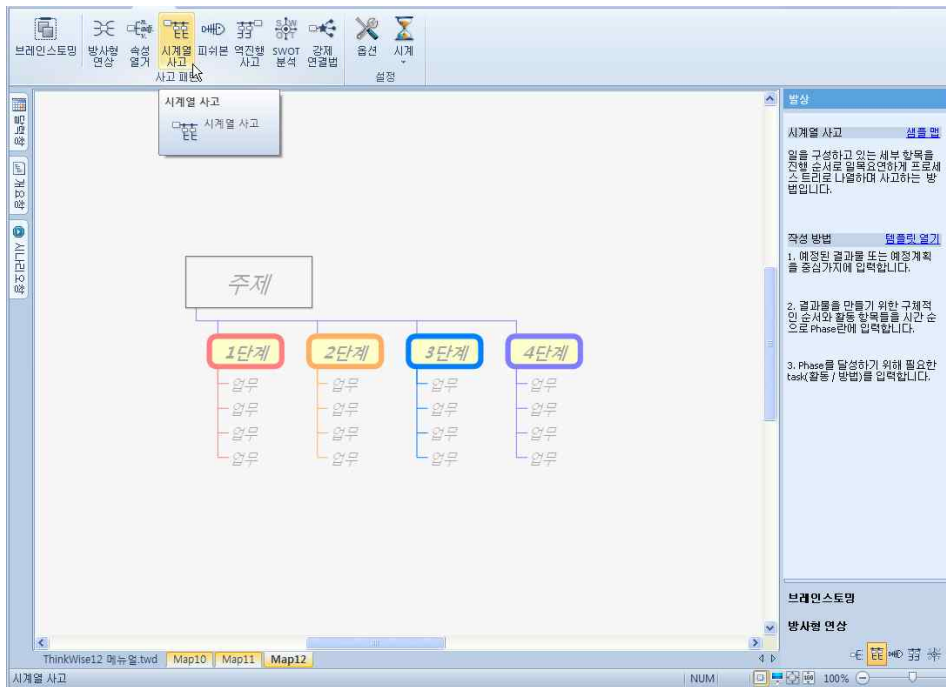 브레인스토밍
방사형 연상
속성 열거
시계열 사고
피쉬본
역진행 사고
SWOT 분석
강제 연결법
옵션
시계
사고 패턴
설정
시계열 사고
시계열 사고
발상
시계열 사고
샘플 맵
일을 구성하고 있는 세부 항목을
진행 순서로 일목요연하게 프로세
스 트리로 나열하며 사고하는 방
법입니다.
작성 방법
템플릿 열기
1. 예정된 결과물 또는 예정계획
을 중심가지에 입력합니다.
2. 결과물을 만들기 위한 구체적
인 순서와 활동 항목들을 시간 순
으로 Phase란에 입력합니다.
3. Phase를 달성하기 위해 필요한
task(활동 / 방법)를 입력합니다.
맵탐색창
개요창
시나리오창
주제
1단계 2단계 3단계 4단계
업무 업무 업무 업무
업무 업무 업무 업무
업무 업무 업무 업무
업무 업무 업무 업무
브레인스토밍
방사형 연상
ThinkWise12 메뉴얼.twd Map10 Map11 Map12
시계열 사고
NUM
100%